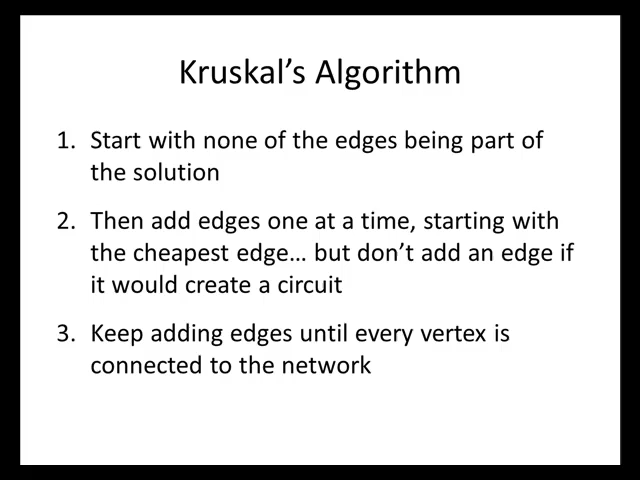 Kruskal’s Algorithm
1. Start with none of the edges being part of
the solution
2. Then add edges one at a time, starting with
the cheapest edge… but don’t add an edge if
it would create a circuit
3. Keep adding edges until every vertex is
connected to the network